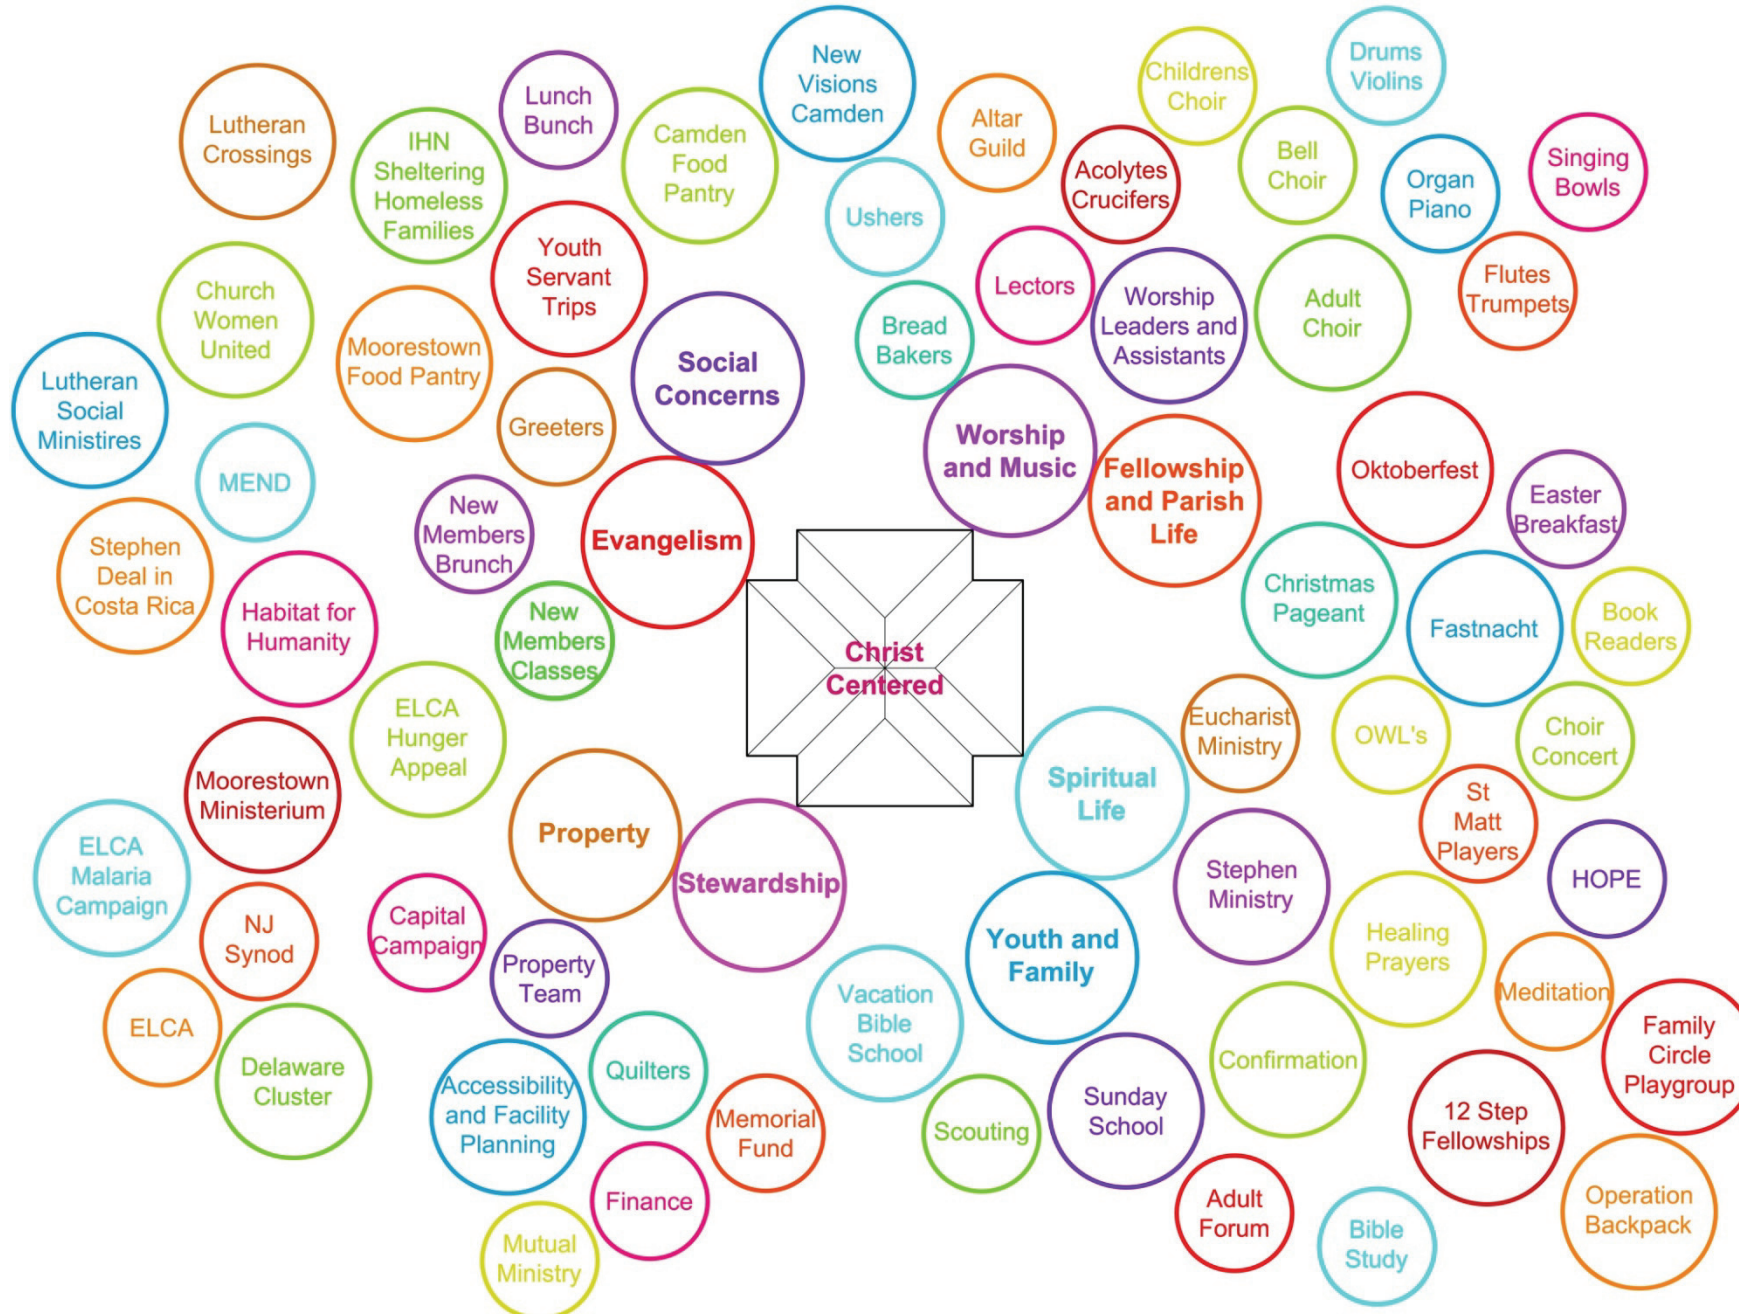 New
Visions
Camden
Drums
Violins
Childrens
Choir
Lunch
Bunch
Altar
Guild
Lutheran
Crossings
IHN
Sheltering
Homeless
Families
Camden
Food
Pantry
Bell
Choir
Singing
Bowls
Acolytes
Crucifers
Organ
Piano
Ushers
Youth
Servant
Trips
Lectors
Flutes
Trumpets
Church
Women
United
Worship
Leaders and
Assistants
Adult
Choir
Bread
Bakers
Moorestown
Food Pantry
Social
Concerns
Lutheran
Social
Ministires
Greeters
Worship
and Music
Fellowship
and Parish
Life
Oktoberfest
MEND
Easter
Breakfast
New
Members
Brunch
Evangelism
Stephen
Deal in
Costa Rica
Christmas
Pageant
Fastnacht
Book
Readers
Habitat for
Humanity
New
Members
Classes
Christ
Centered
ELCA
Hunger
Appeal
Eucharist
Ministry
OWL's
Choir
Concert
Moorestown
Ministerium
Spiritual
Life
St
Matt
Players
Property
ELCA
Malaria
Campaign
Stewardship
Stephen
Ministry
HOPE
Capital
Campaign
NJ
Synod
Youth and
Family
Healing
Prayers
Property
Team
Meditation
Vacation
Bible
School
ELCA
Family
Circle
Playgroup
Confirmation
Delaware
Cluster
Quilters
Accessibility
and Facility
Planning
Sunday
School
12 Step
Fellowships
Memorial
Fund
Scouting
Finance
Adult
Forum
Operation
Backpack
Bible
Study
Mutual
Ministry